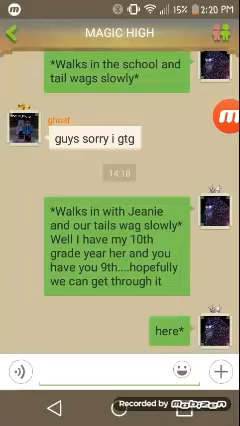 15% 2:20 PM
MAGIC HIGH
*Walks in the school and
tail wags slowly*
ghost
guys sorry i gtg
14:18
*Walks in with Jeanie
and our tails wag slowly*
Well I have my 10th
grade year her and you
have you 9th....hopefully
we can get through it
here*
Recorded by mobizen